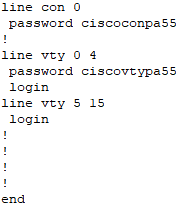 line con 0
 password ciscoconpa55
!
line vty 0 4
 password ciscovtypa55
 login
line vty 5 15
 login
!
!
!
!
end